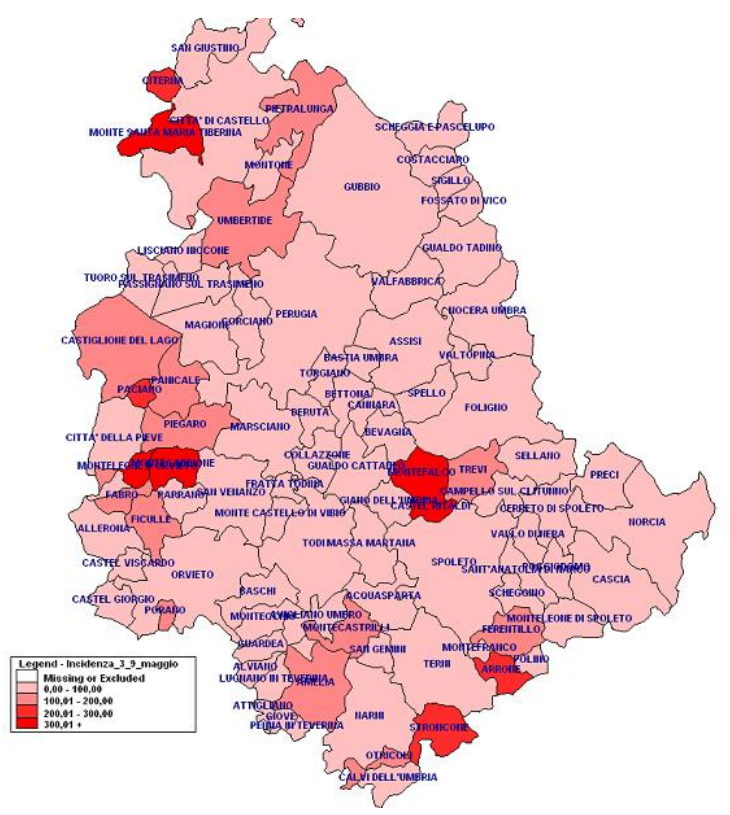 SAN GIUSTINO
CITERNA
CITTA' DI CASTELLO
PIETRALUNGA
MONTE SANTA MARIA TIBERINA
SCHEGGIA E PASCELUPO
MONTONE
COSTACCIARO
SIGILLO
GUBBIO
FOSSATO DI VICO
UMBERTIDE
LISCIANO NICCONE
GUALDO TADINO
TUORO SUL TRASIMENO
PASSIGNANO SUL TRASIMENO
VALFABBRICA
PERUGIA
NOCERA UMBRA
MAGIONE
CORCIANO
CASTIGLIONE DEL LAGO
ASSISI
BASTIA UMBRA
VALTOPINA
TORGIANO
PANICALE
PACIANO
BETTONA
SPELLO
CANNARA
FOLIGNO
DERUTA
PIEGARO
MARSCIANO
BEVAGNA
CITTA' DELLA PIEVE
COLLAZZONE
SELLANO
GUALDO CATTANEO
MONTELEONE D'ORVIETO
MONTEGABBIONE
MONTEFALCO
TREVI
PRECI
FRATTA TODINA
FABRO
PARRANO
SAN VENANZO
CAMPELLO SUL CLITUNNO
GIANO DELL'UMBRIA
CASTEL RITALDI
CERRETO DI SPOLETO
MONTE CASTELLO DI VIBIO
FICULLE
NORCIA
ALLERONA
VALLO DI NERA
TODI
MASSA MARTANA
CASTEL VISCARDO
SPOLETO
SANT'ANATOLIA DI NARCO
POGGIODOMO
ORVIETO
CASCIA
BASCHI
SCHEGGINO
ACQUASPARTA
CASTEL GIORGIO
PORANO
MONTECCHIO
AVIGLIANO UMBRO
MONTELEONE DI SPOLETO
MONTECASTRILLI
FERENTILLO
GUARDEA
SAN GEMINI
MONTEFRANCO
POLINO
ALVIANO
TERNI
ARRONE
LUGNANO IN TEVERINA
AMELIA
ATTIGLIANO
GIOVE
NARNI
PENNA IN TEVERINA
STRONCONE
OTRICOLI
CALVI DELL'UMBRIA
Legend - Incidenza_3_9_maggio
Missing or Excluded
0,00 - 100,00
100,01 - 200,00
200,01 - 300,00
300,01 +